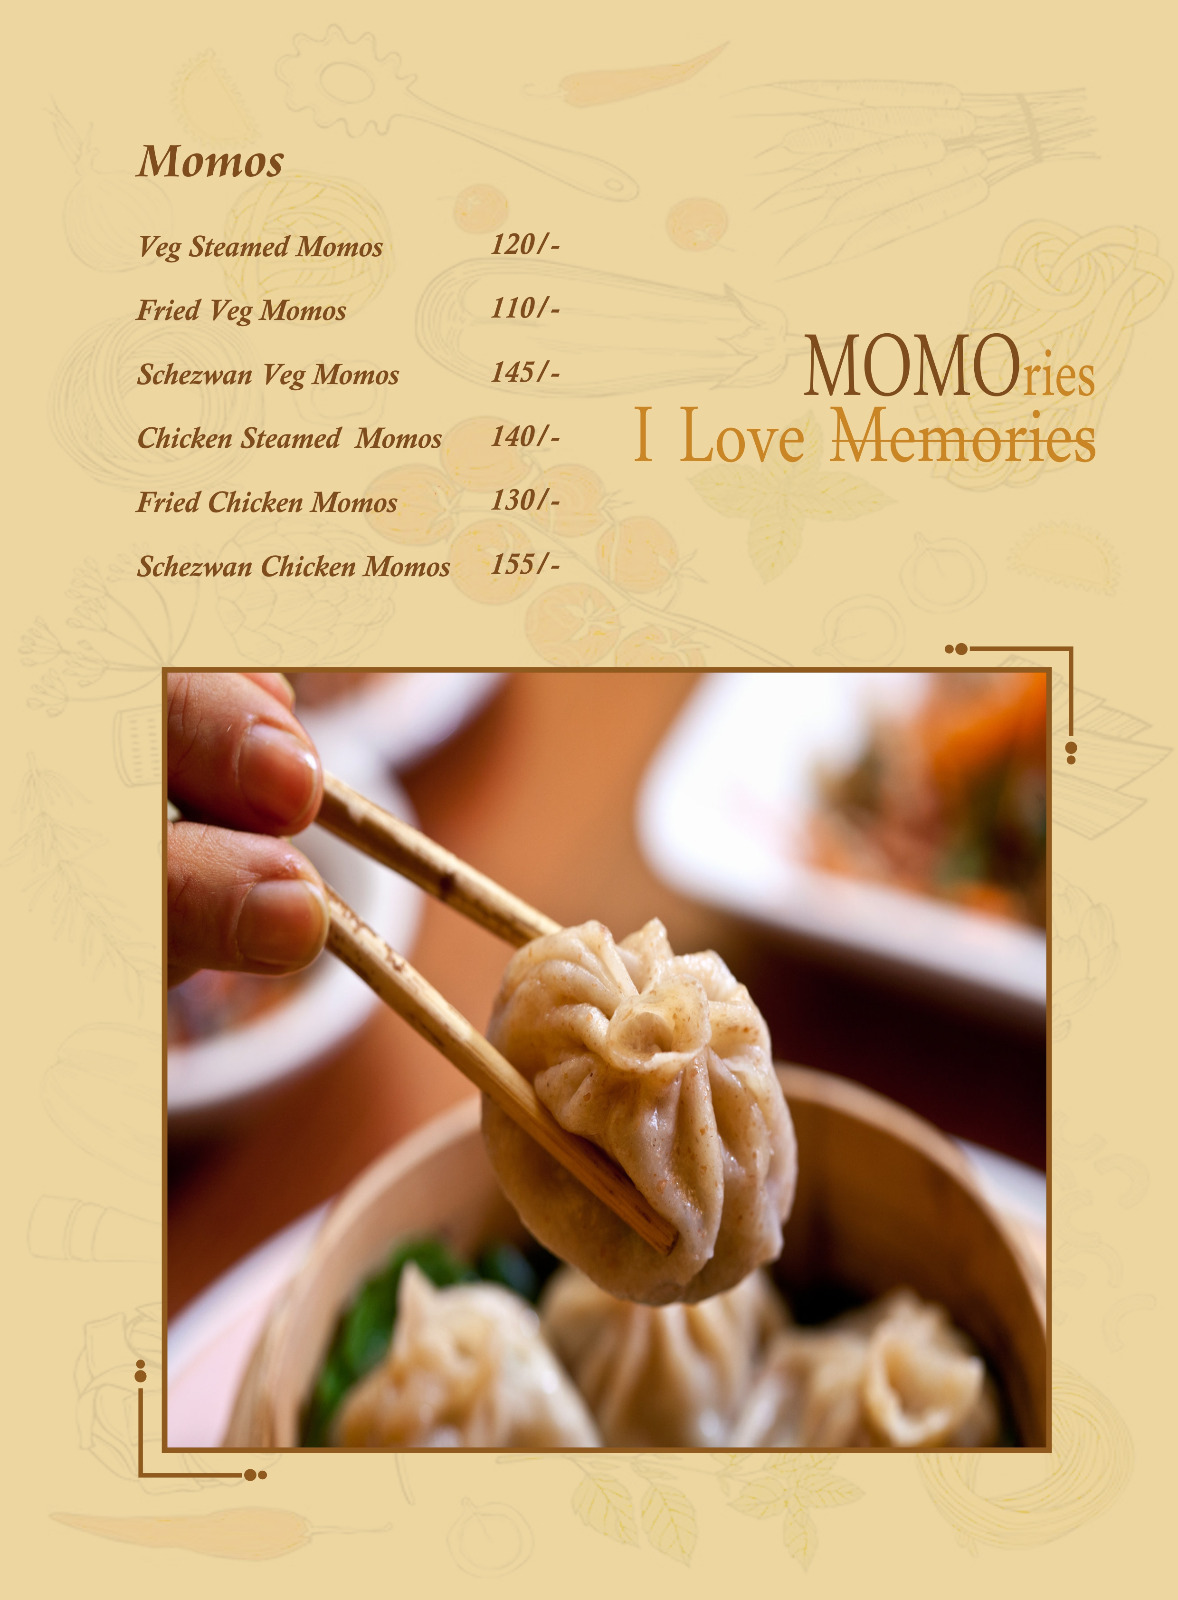 Momos
Veg Steamed Momos 120/-
Fried Veg Momos 110/-
Schezwan Veg Momos 145/-
Chicken Steamed Momos 140/-
Fried Chicken Momos 130/-
Schezwan Chicken Momos 155/-
MOMOries
I Love Memories